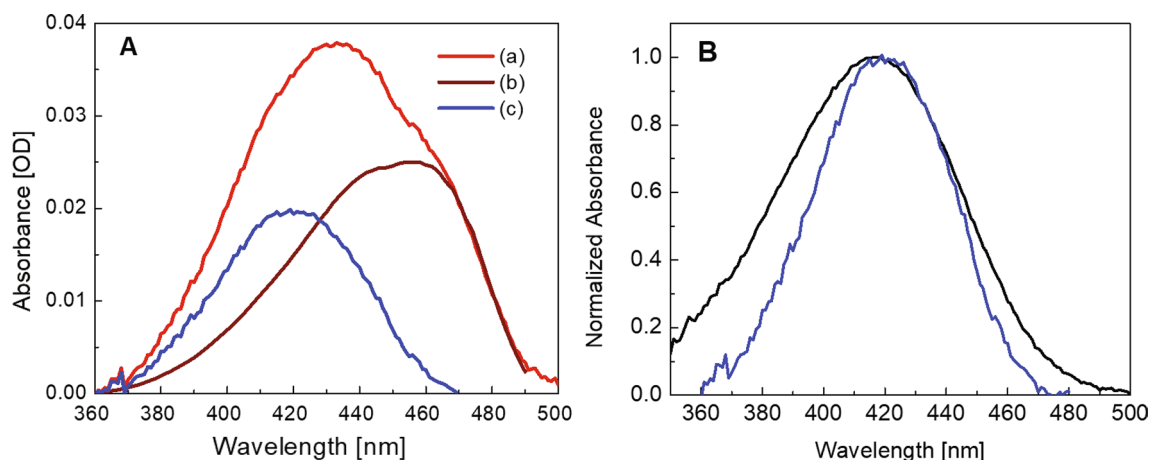 A
(a)
(b)
(c)
Absorbance [OD]
0.04
0.03
0.02
0.01
0.00
360 380 400 420 440 460 480 500
Wavelength [nm]
B
Normalized Absorbance
1.0
0.8
0.6
0.4
0.2
0.0
360 380 400 420 440 460 480 500
Wavelength [nm]